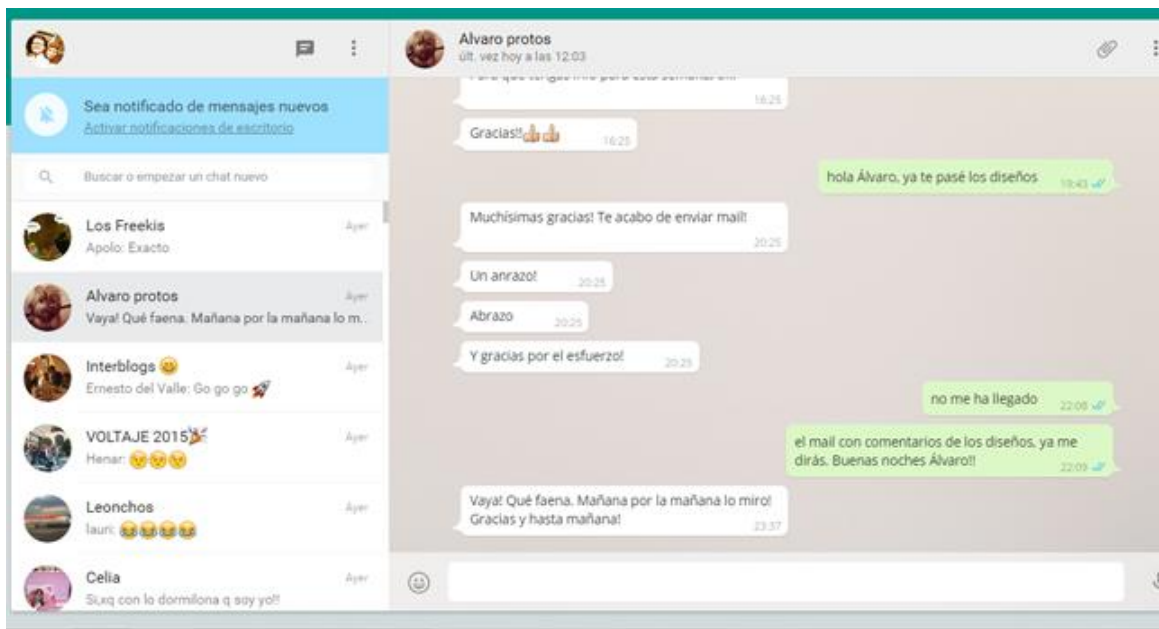 Sea notificado de mensajes nuevos
Activar notificaciones de escritorio
Buscar o empezar un chat nuevo
Los Freekis
Ayer
Apolo: Exacto
Alvaro protos
Ayer
Vaya! Qué faena. Mañana por la mañana lo m..
Interblogs 😄
Ayer
Ernesto del Valle: Go go go 🚀
VOLTAJE 2015🎉
Ayer
Henar: 😚😚😚
Leonchos
Ayer
lauri: 😂😂😂😂
Celia
Ayer
Si,xq con lo dormilona q soy yo!!
Alvaro protos
últ. vez hoy a las 12:03
16:25
Gracias!!👍👍
16:25
hola Álvaro, ya te pasé los diseños
19:43
Muchísimas gracias! Te acabo de enviar mail!
20:25
Un anrazo!
20:25
Abrazo
20:25
Y gracias por el esfuerzo!
20:25
no me ha llegado
22:08
el mail con comentarios de los diseños, ya me
dirás. Buenas noches Álvaro!!
22:09
Vaya! Qué faena. Mañana por la mañana lo miro!
Gracias y hasta mañana!
23:37